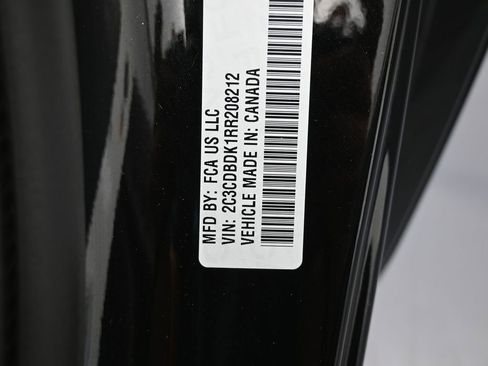 MFD BY: FCA US LLC
VIN: 2C3CDBDK1RR208212
VEHICLE MADE IN: CANADA